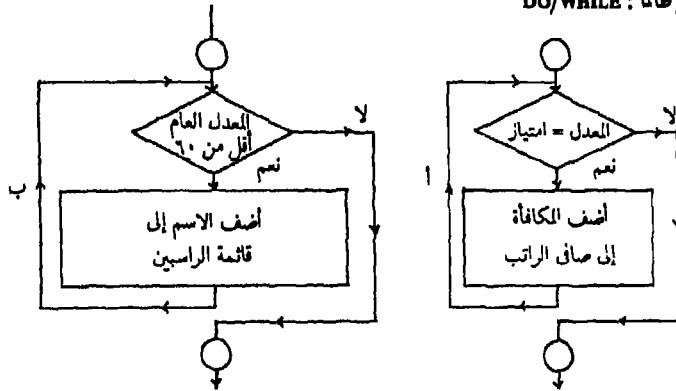 DO/WHILE :
المعدل = امتياز
لا
نعم
أ
أضف المكافأة
إلى صافى الراتب
المعدل العام
أقل من ٦٠
لا
نعم
ب
أضف الاسم إلى
قائمة الراسبين